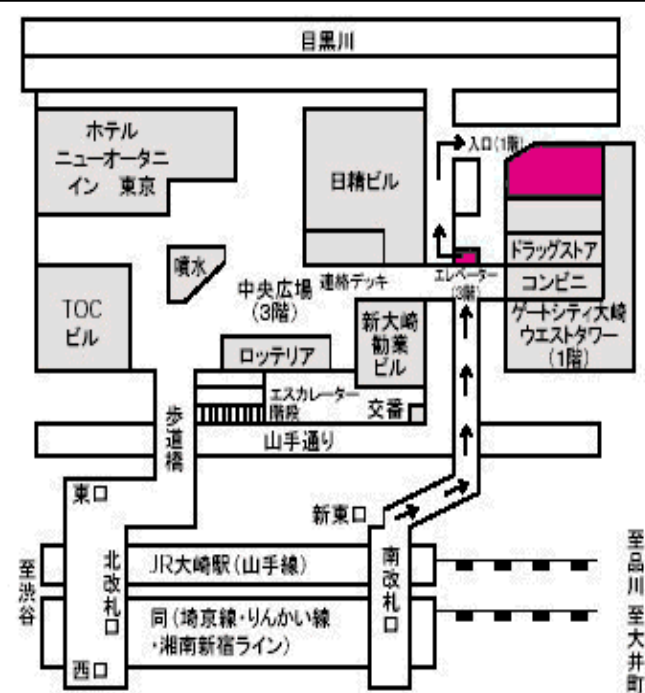 目黒川
ホテル
ニューオータニ
イン 東京
日精ビル
入口(1階)
噴水
TOC
ビル
中央広場
(3階)
連絡デッキ
エレベーター
(3階)
ドラッグストア
コンビニ
ゲートシティ大崎
ウエストタワー
(1階)
新大崎
勧業
ビル
ロッテリア
エスカレーター
階段
交番
歩道橋
山手通り
東口
新東口
至渋谷
北改札口
JR大崎駅(山手線)
南改札口
至品川
同(埼京線・りんかい線
・湘南新宿ライン)
至大井町
西口